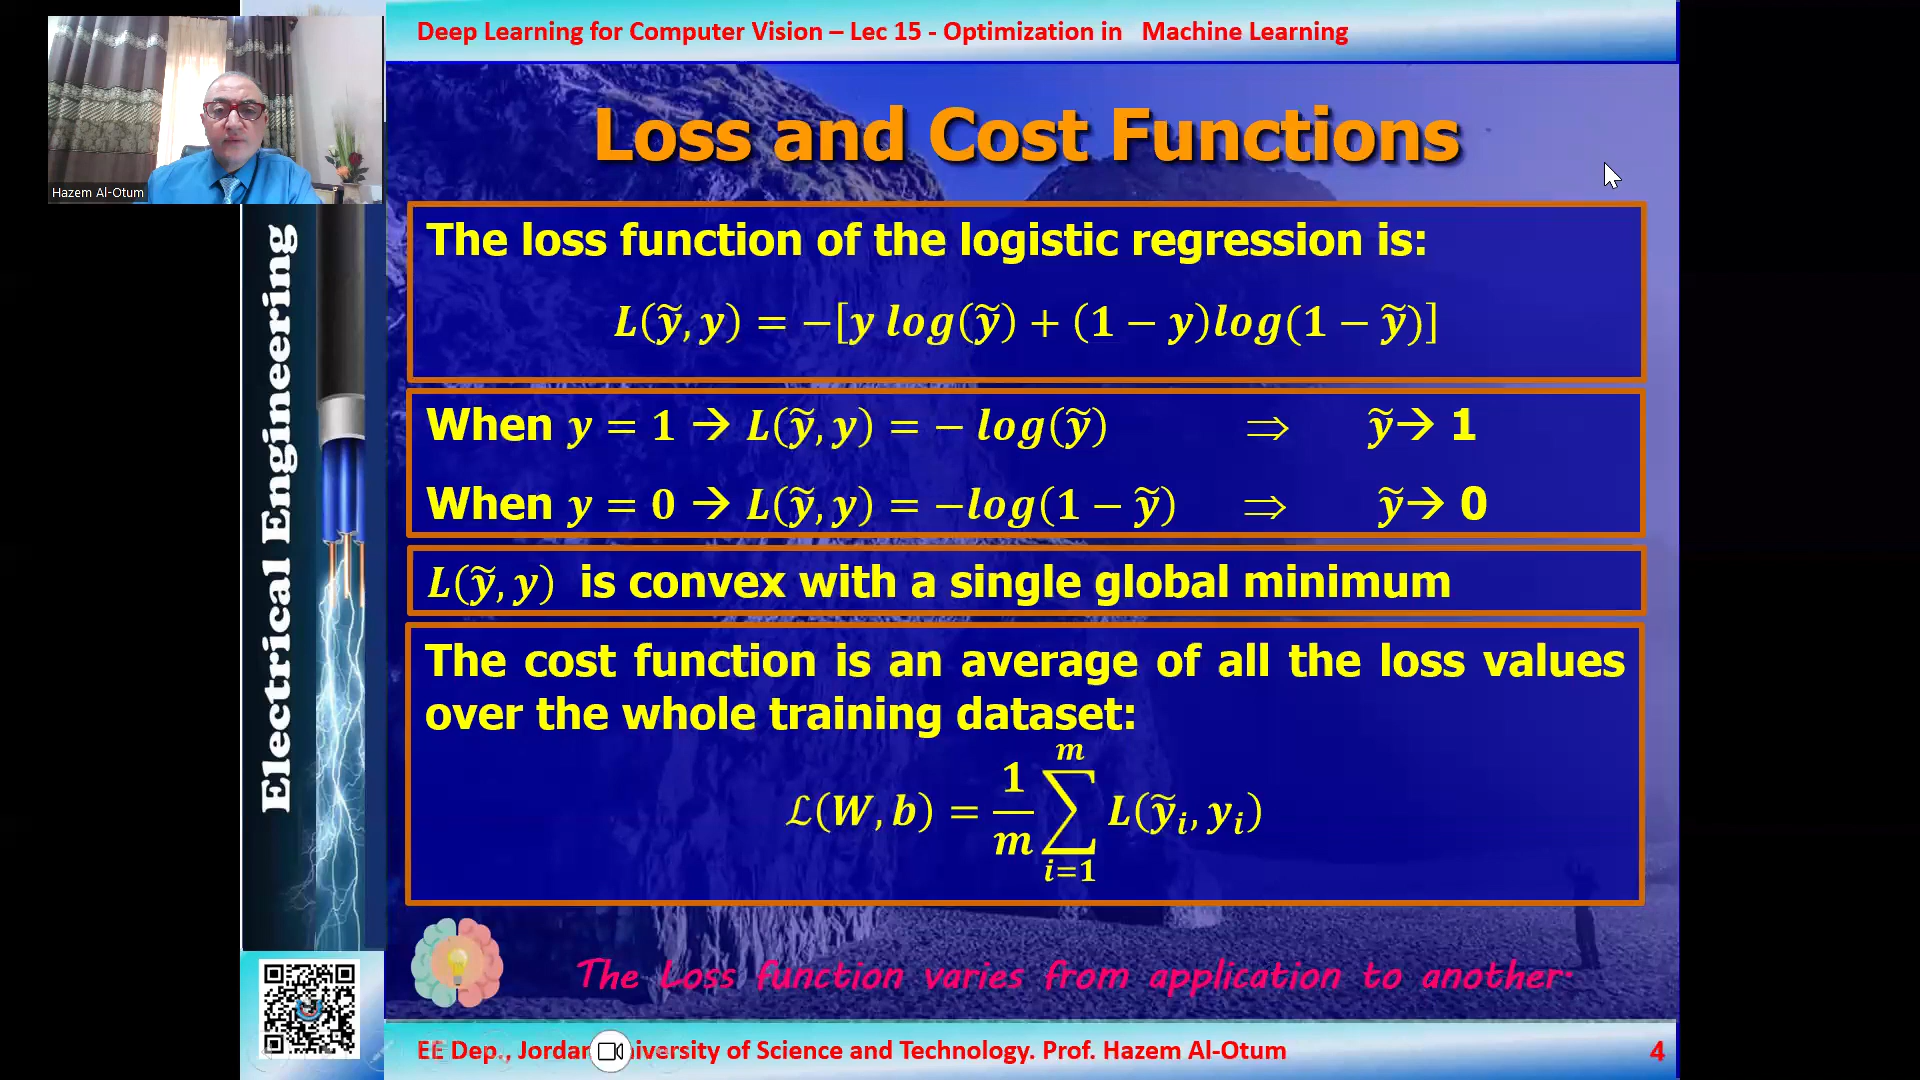 Deep Learning for Computer Vision – Lec 15 - Optimization in Machine Learning
Hazem Al-Otum
Electrical Engineering
Loss and Cost Functions
The loss function of the logistic regression is:
L(ỹ, y) = −[y log(ỹ) + (1 − y)log(1 − ỹ)]
When y = 1 → L(ỹ, y) = − log(ỹ) ⇒ ỹ→ 1
When y = 0 → L(ỹ, y) = −log(1 − ỹ) ⇒ ỹ→ 0
L(ỹ, y) is convex with a single global minimum
The cost function is an average of all the loss values
over the whole training dataset:
ℒ(W, b) = 1/m ∑_{i=1}^{m} L(ỹᵢ, yᵢ)
The Loss function varies from application to another.
EE Dep., Jordan University of Science and Technology. Prof. Hazem Al-Otum
4